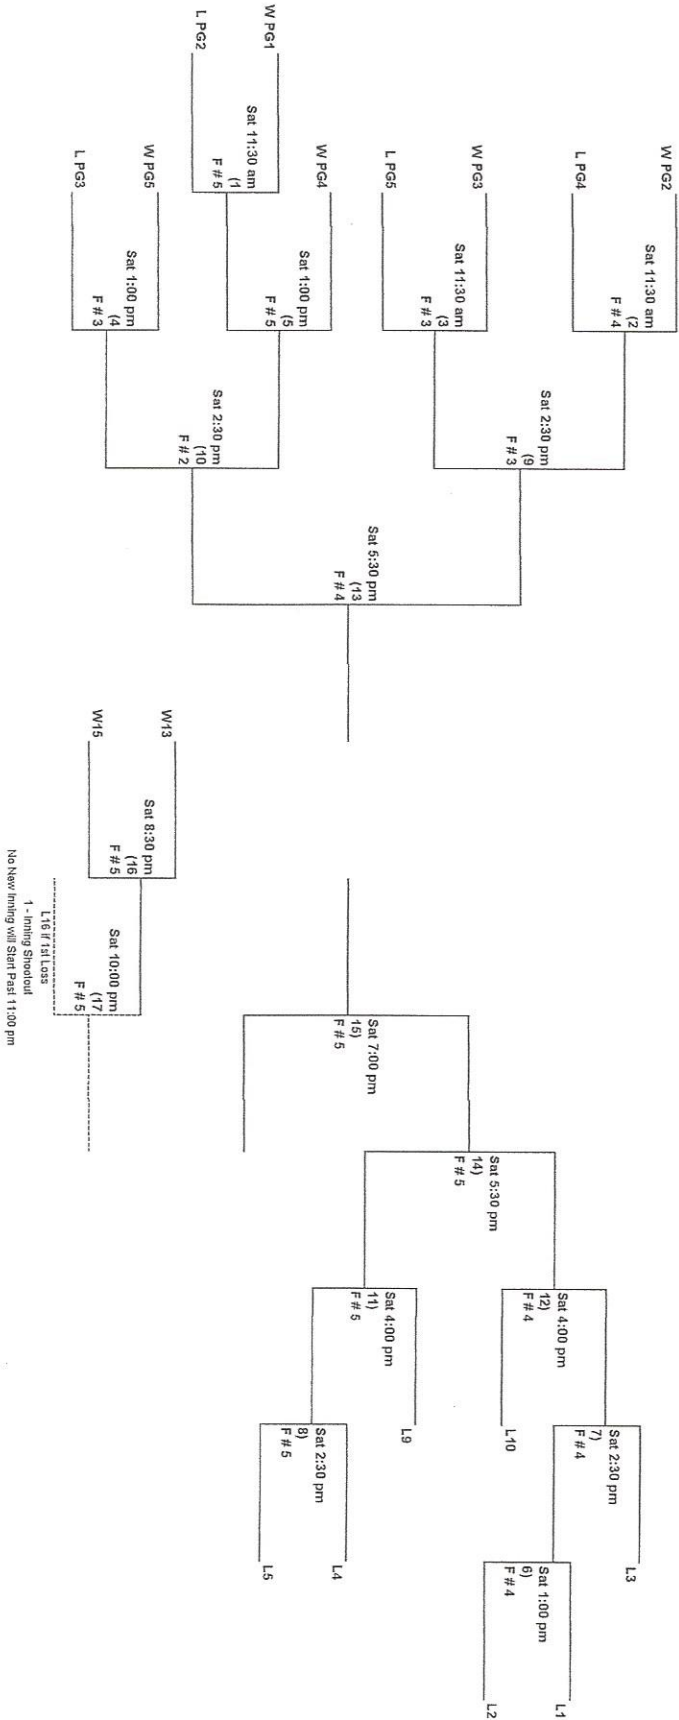 W PG2
Sat 11:30 am
(2
F # 4
L PG4
W PG3
Sat 11:30 am
(3
F # 3
L PG5
Sat 2:30 pm
(9
F # 3
W PG4
Sat 1:00 pm
(5
F # 5
W PG1
Sat 11:30 am
(1
F # 5
L PG2
W PG5
Sat 1:00 pm
(4
F # 3
L PG3
Sat 2:30 pm
(10
F # 2
Sat 5:30 pm
(13
F # 4
W13
Sat 8:30 pm
(16
F # 5
W15
Sat 10:00 pm
(17
F # 5
L16 if 1st Loss
1 - Inning Shootout
No New Inning will Start Past 11:00 pm
Sat 7:00 pm
15)
F # 5
Sat 5:30 pm
14)
F # 5
Sat 4:00 pm
12)
F # 4
L10
Sat 4:00 pm
11)
F # 5
L9
Sat 2:30 pm
7)
F # 4
L3
Sat 2:30 pm
8)
F # 5
L4
L5
Sat 1:00 pm
6)
F # 4
L1
L2